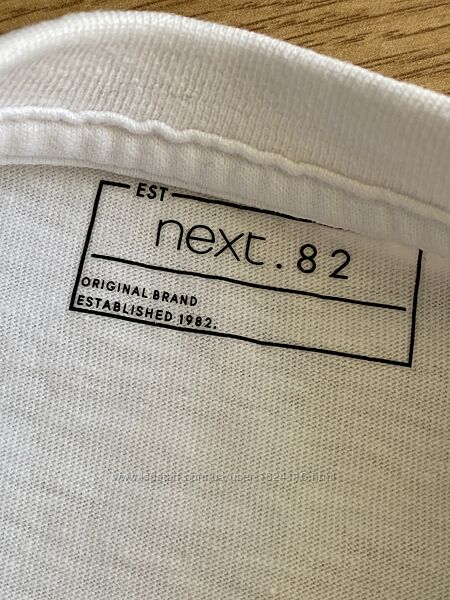 EST
next.82
ORIGINAL BRAND
ESTABLISHED 1982.